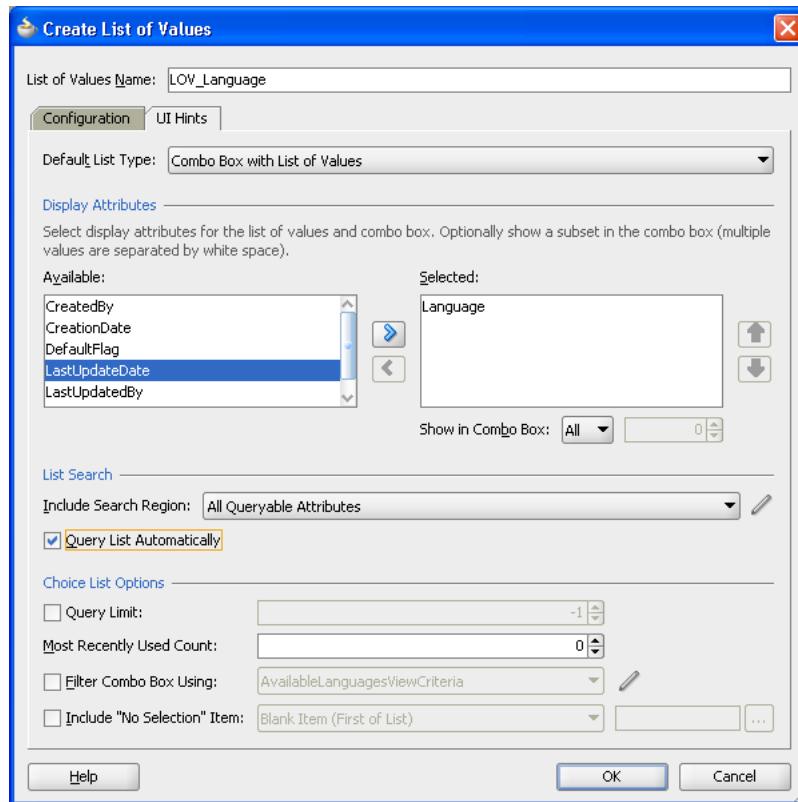 Create List of Values
List of Values Name: LOV_Language
Configuration UI Hints
Default List Type: Combo Box with List of Values
Display Attributes
Select display attributes for the list of values and combo box. Optionally show a subset in the combo box (multiple
values are separated by white space).
Available: Selected:
CreatedBy Language
CreationDate
DefaultFlag
LastUpdateDate
LastUpdatedBy
Show in Combo Box: All 0
List Search
Include Search Region: All Queryable Attributes
Query List Automatically
Choice List Options
Query Limit: -1
Most Recently Used Count: 0
Filter Combo Box Using: AvailableLanguagesViewCriteria
Include "No Selection" Item: Blank Item (First of List) ...
Help OK Cancel